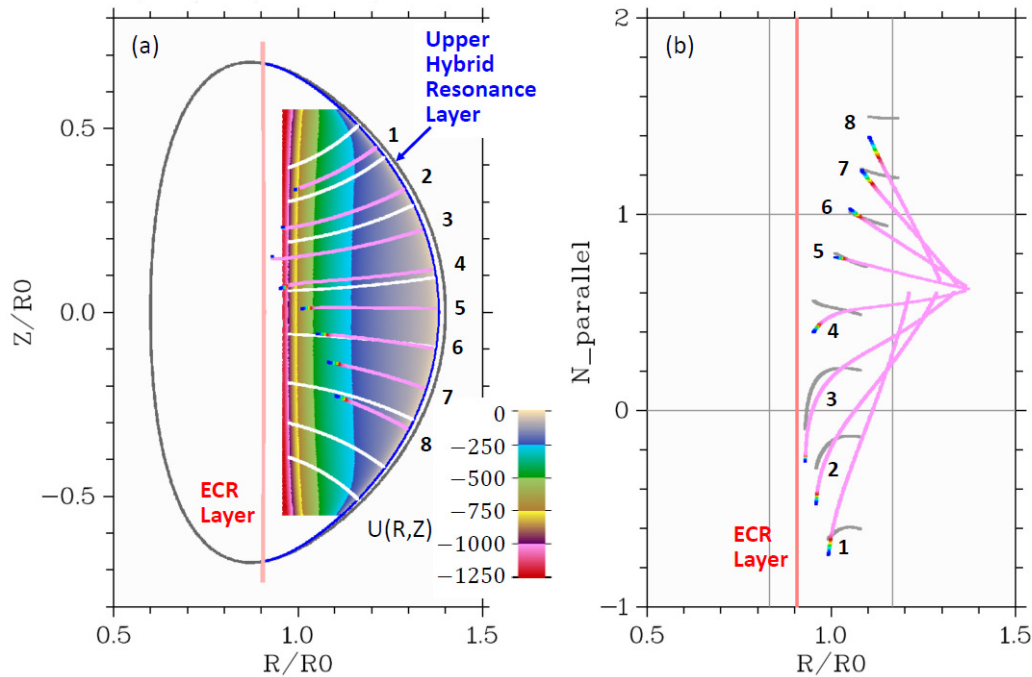 (a)
Upper
Hybrid
Resonance
Layer
0.5
0.0
−0.5
Z/R0
1
2
3
4
5
6
7
8
ECR
Layer
U(R,Z)
0
−250
−500
−750
−1000
−1250
0.5
1.0
1.5
R/R0
(b)
2
1
0
−1
N_parallel
8
7
6
5
4
3
2
1
ECR
Layer
0.5
1.0
1.5
R/R0